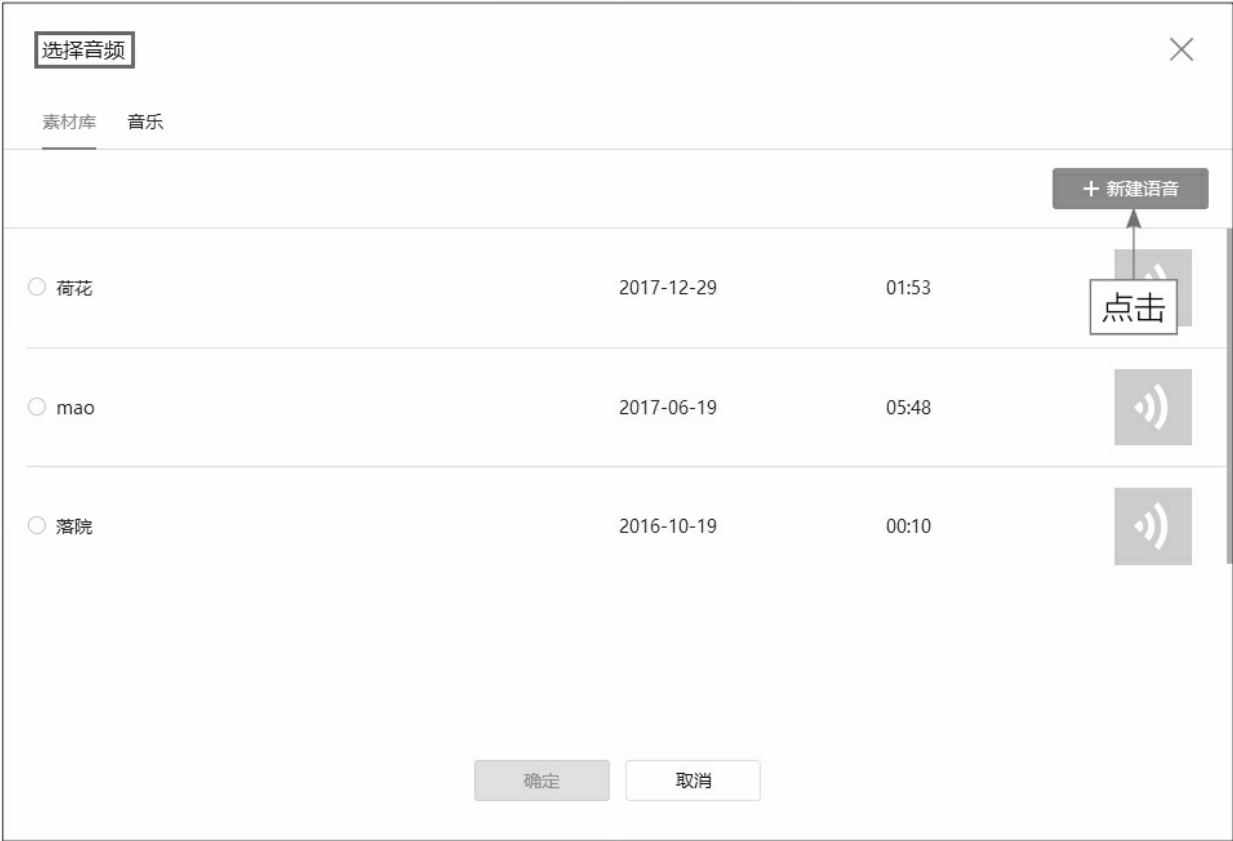 选择音频
素材库 音乐
+ 新建语音
点击
荷花 2017-12-29 01:53
mao 2017-06-19 05:48
落院 2016-10-19 00:10
确定 取消